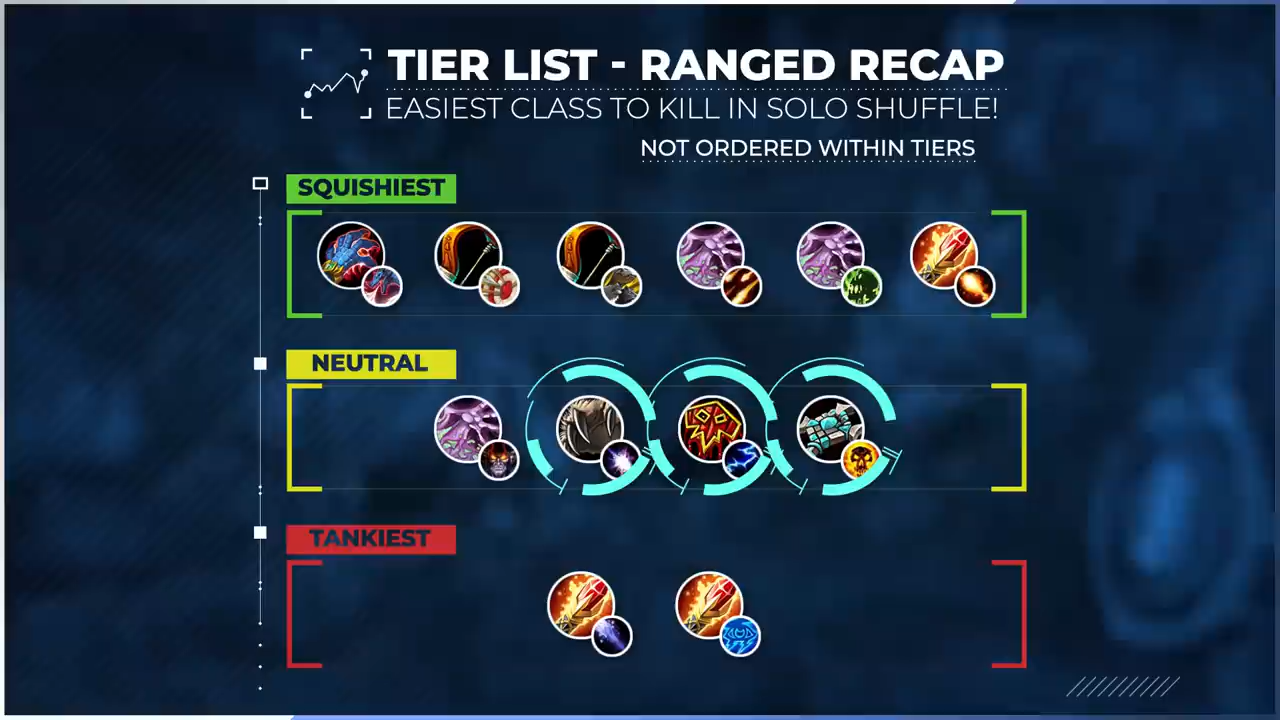 TIER LIST - RANGED RECAP
EASIEST CLASS TO KILL IN SOLO SHUFFLE!
NOT ORDERED WITHIN TIERS
SQUISHIEST
NEUTRAL
TANKIEST